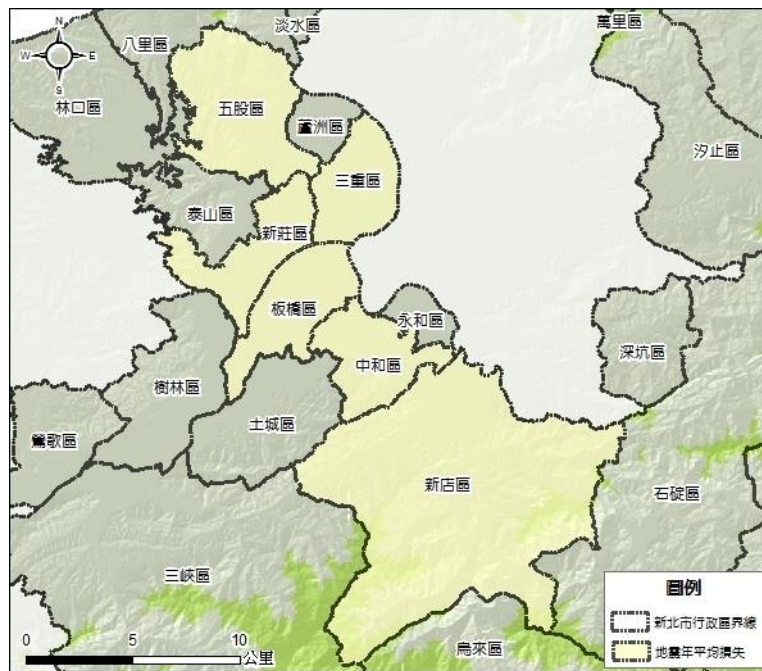 N
W
E
S
八里區
淡水區
萬里區
林口區
五股區
蘆洲區
汐止區
三重區
泰山區
新莊區
板橋區
永和區
深坑區
中和區
樹林區
土城區
鶯歌區
新店區
石碇區
三峽區
烏來區
0 5 10
公里
圖例
新北市行政區界線
地震年平均損失